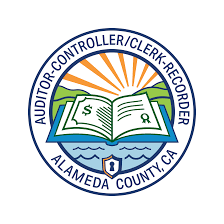 AUDITOR-CONTROLLER/CLERK-RECORDER
$
ALAMEDA COUNTY, CA